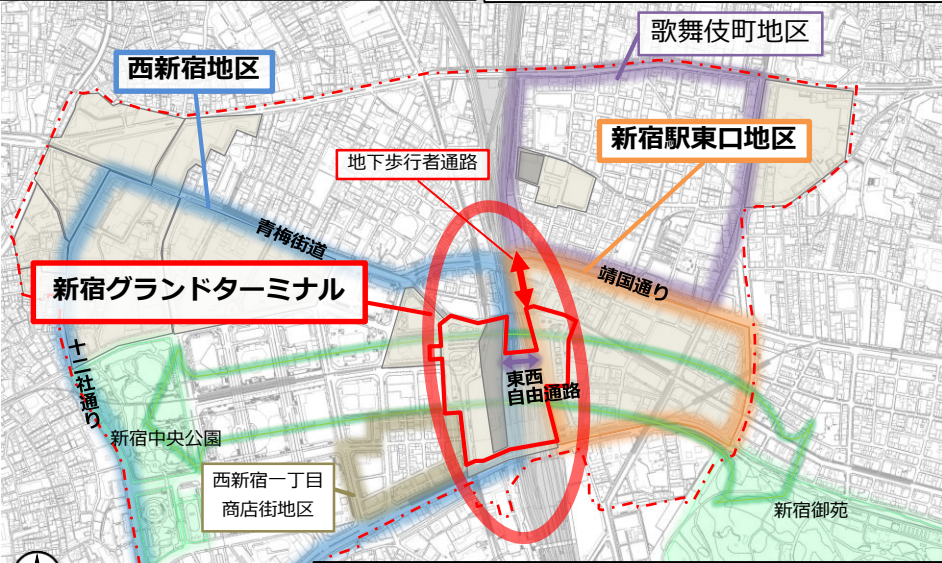 歌舞伎町地区
西新宿地区
新宿駅東口地区
地下歩行者通路
青梅街道
靖国通り
新宿グランドターミナル
十二社通り
東西
自由通路
新宿中央公園
西新宿一丁目
商店街地区
新宿御苑